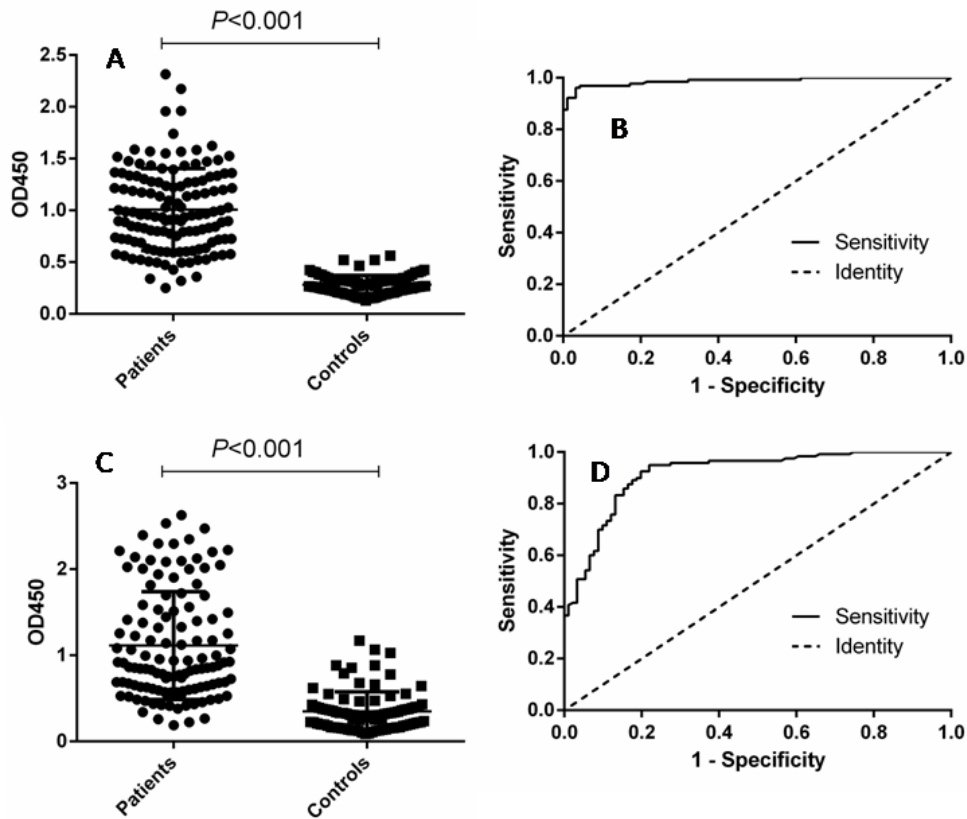 P<0.001
A
2.5
2.0
1.5
1.0
0.5
0.0
OD450
Patients
Controls
B
1.0
0.8
0.6
0.4
0.2
0.0
Sensitivity
Sensitivity
Identity
0.0 0.2 0.4 0.6 0.8 1.0
1 - Specificity
P<0.001
C
3
2
1
0
OD450
Patients
Controls
D
1.0
0.8
0.6
0.4
0.2
0.0
Sensitivity
Sensitivity
Identity
0.0 0.2 0.4 0.6 0.8 1.0
1 - Specificity